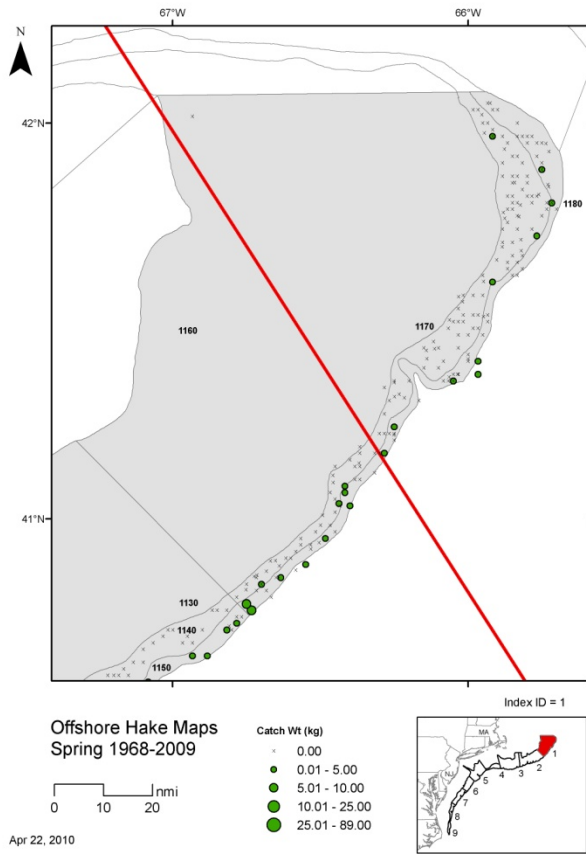 67°W 66°W
N
42°N
1180
1170
1160
41°N
1130
1140
1150
Index ID = 1
Offshore Hake Maps
Spring 1968-2009
nmi
0 10 20
Apr 22, 2010
Catch Wt (kg)
0.00
0.01 - 5.00
5.01 - 10.00
10.01 - 25.00
25.01 - 89.00
MA
NJ
1
2
3
4
5
6
7
8
9